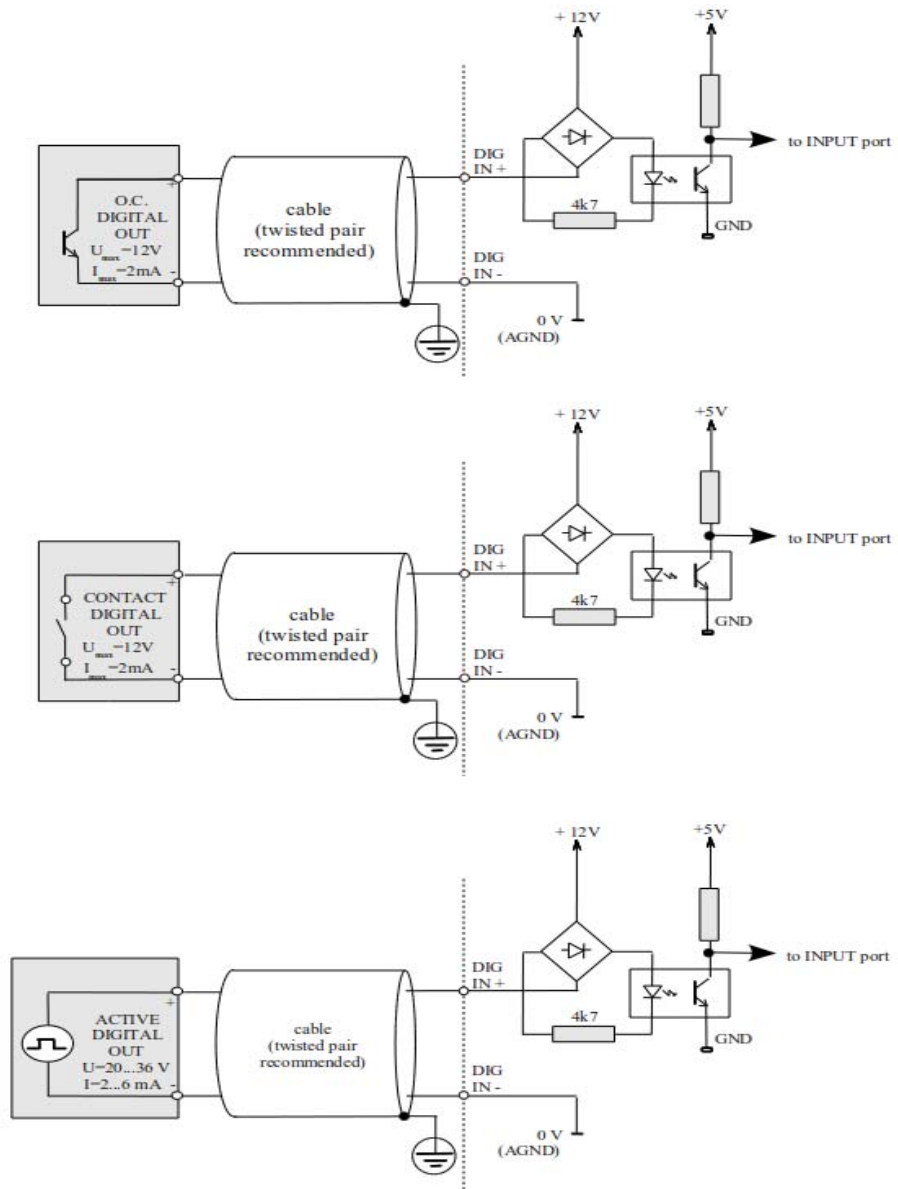 + 12V
+5V
to INPUT port
DIG
IN +
+
O.C.
DIGITAL
OUT
Umax=12V
Imax=2mA -
cable
(twisted pair
recommended)
4k7
GND
DIG
IN -
0 V
(AGND)
+ 12V
+5V
to INPUT port
DIG
IN +
+
CONTACT
DIGITAL
OUT
Umax=12V
Imax=2mA -
cable
(twisted pair
recommended)
4k7
GND
DIG
IN -
0 V
(AGND)
+ 12V
+5V
to INPUT port
DIG
IN +
+
ACTIVE
DIGITAL
OUT
U=20...36 V
I=2...6 mA -
cable
(twisted pair
recommended)
4k7
GND
DIG
IN -
0 V
(AGND)